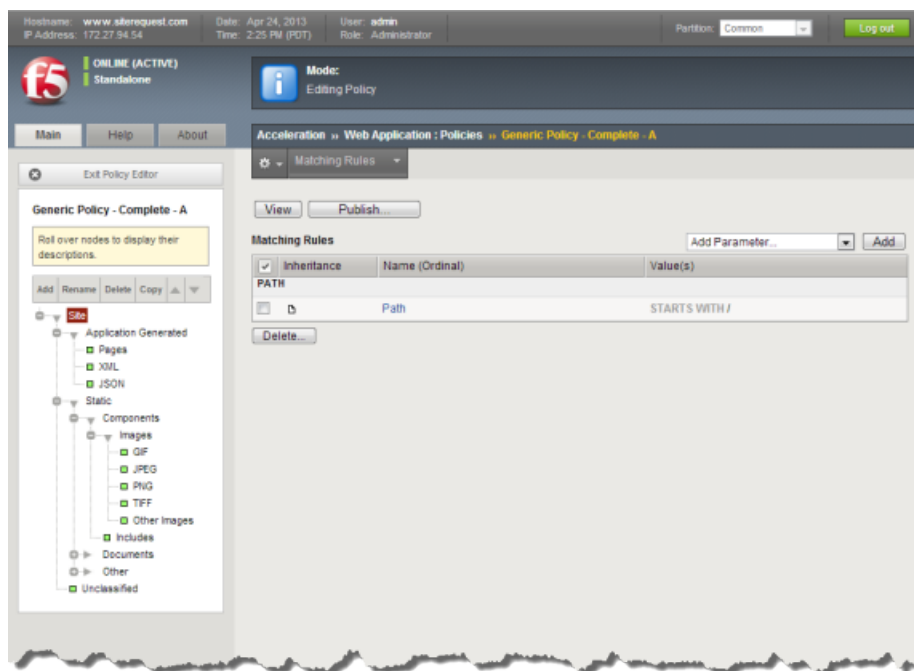 Hostname: www.siterequest.com Date: Apr 24, 2013 User: admin
IP Address: 172.27.94.54 Time: 2:25 PM (PDT) Role: Administrator
Partition: Common Log out
f5
ONLINE (ACTIVE)
Standalone
Mode:
Editing Policy
Main Help About
Acceleration » Web Application : Policies » Generic Policy - Complete - A
Matching Rules
Exit Policy Editor
Generic Policy - Complete - A
Roll over nodes to display their
descriptions.
Add Rename Delete Copy
Site
Application Generated
Pages
XML
JSON
Static
Components
Images
GIF
JPEG
PNG
TIFF
Other Images
Includes
Documents
Other
Unclassified
View Publish...
Matching Rules Add Parameter... Add
Inheritance Name (Ordinal) Value(s)
PATH
Path STARTS WITH /
Delete...